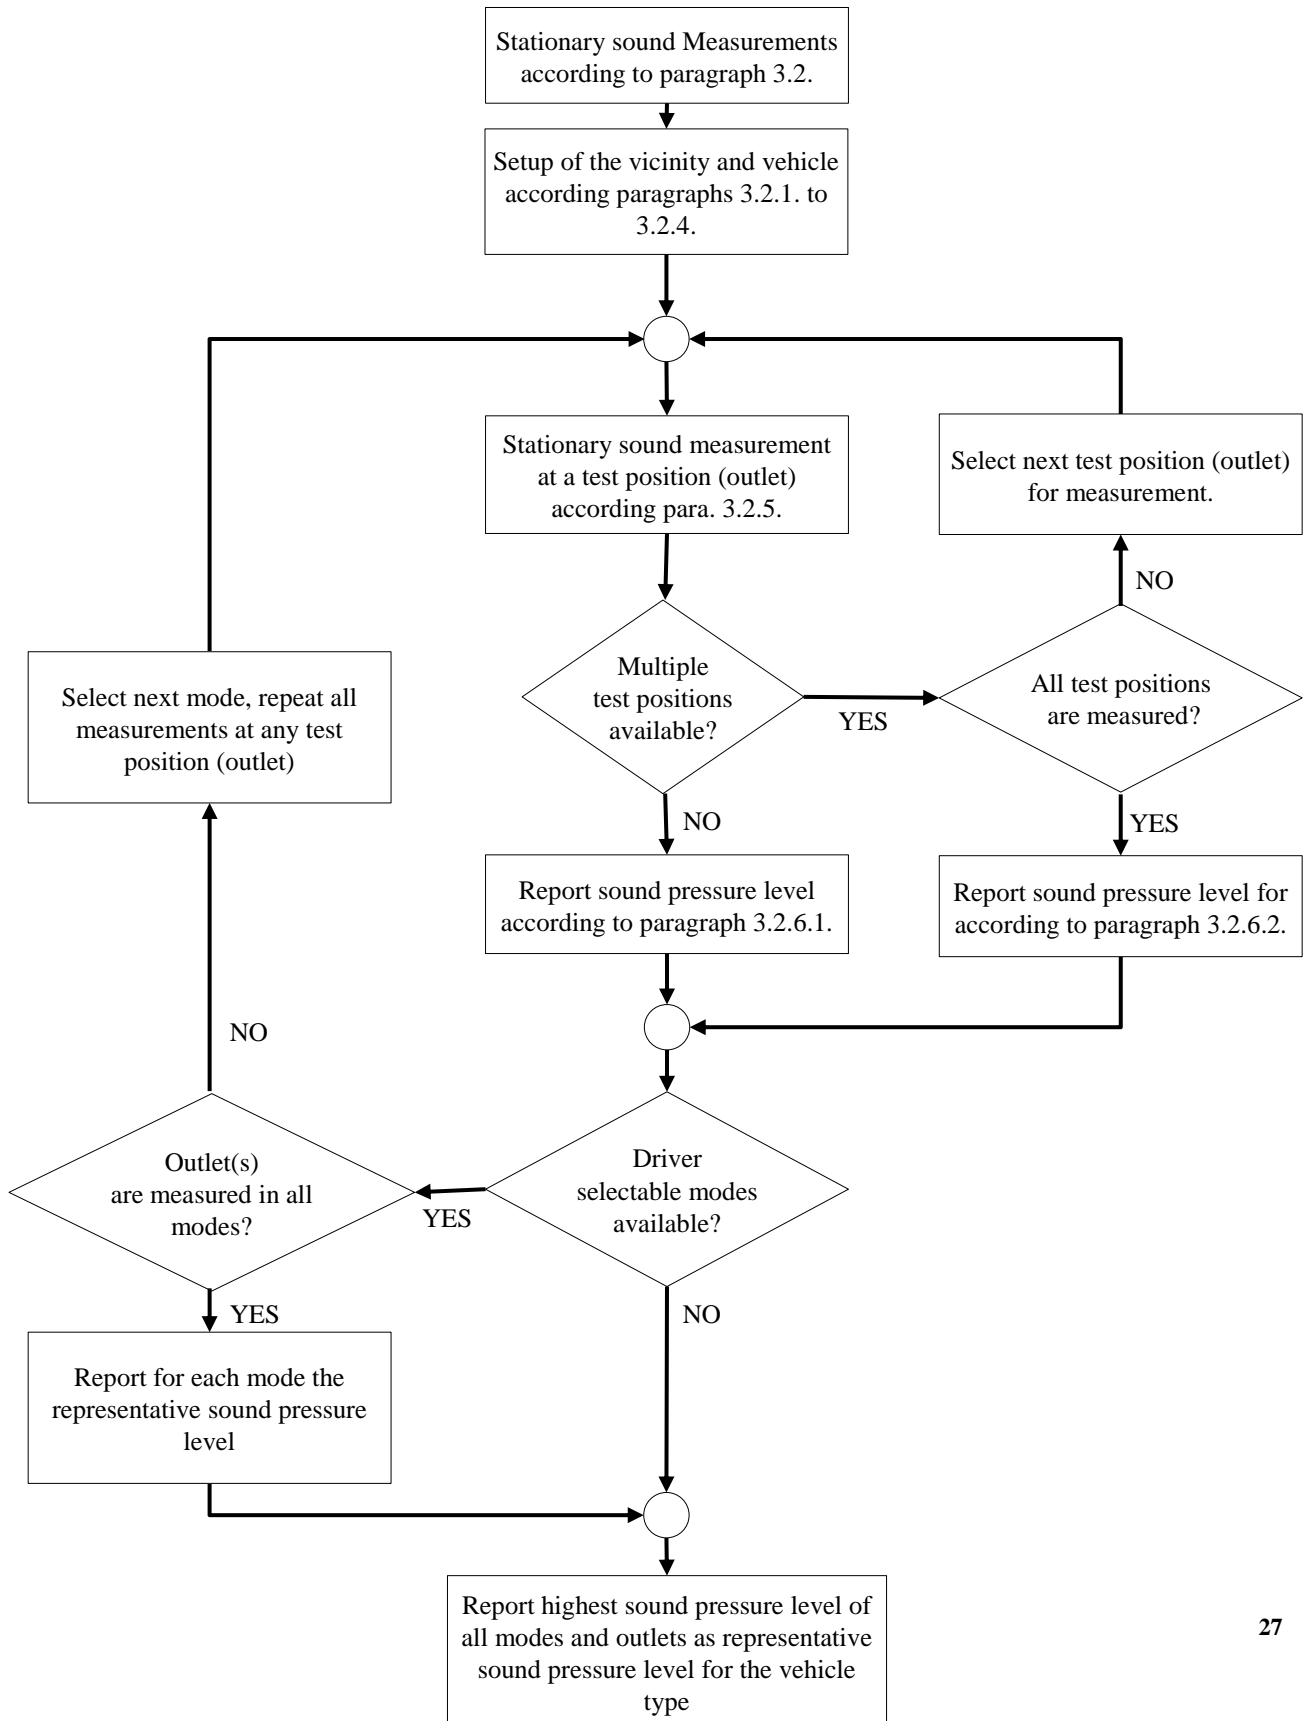 Stationary sound Measurements
according to paragraph 3.2.
Setup of the vicinity and vehicle
according paragraphs 3.2.1. to
3.2.4.
Stationary sound measurement
at a test position (outlet)
according para. 3.2.5.
Select next test position (outlet)
for measurement.
NO
Multiple
test positions
available?
YES
All test positions
are measured?
Select next mode, repeat all
measurements at any test
position (outlet)
NO
YES
Report sound pressure level
according to paragraph 3.2.6.1.
Report sound pressure level for
according to paragraph 3.2.6.2.
NO
Outlet(s)
are measured in all
modes?
YES
Driver
selectable modes
available?
YES
NO
Report for each mode the
representative sound pressure
level
Report highest sound pressure level of
all modes and outlets as representative
sound pressure level for the vehicle
type
27